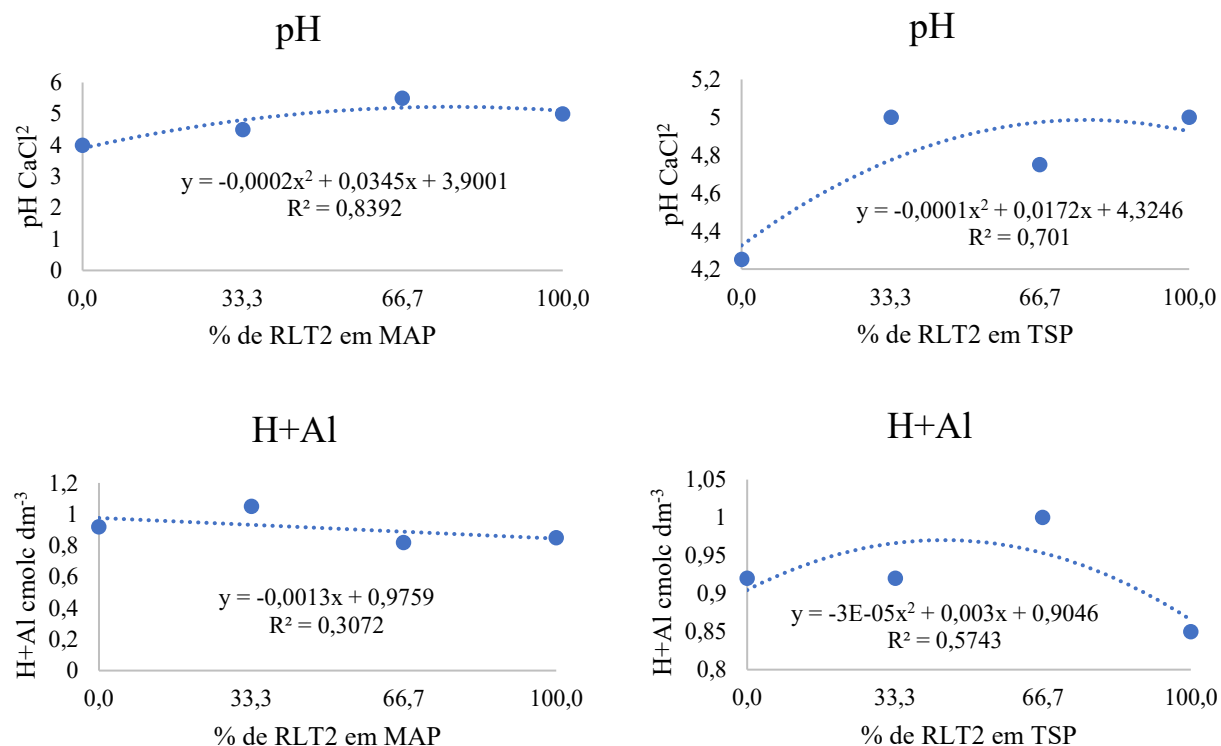 pH
pH CaCl²
6
5
4
3
2
1
0
y = -0,0002x² + 0,0345x + 3,9001
R² = 0,8392
0,0 33,3 66,7 100,0
% de RLT2 em MAP
pH
pH CaCl²
5,2
5
4,8
4,6
4,4
4,2
y = -0,0001x² + 0,0172x + 4,3246
R² = 0,701
0,0 33,3 66,7 100,0
% de RLT2 em TSP
H+Al
H+Al cmolc dm⁻³
1,2
1
0,8
0,6
0,4
0,2
0
y = -0,0013x + 0,9759
R² = 0,3072
0,0 33,3 66,7 100,0
% de RLT2 em MAP
H+Al
H+Al cmolc dm⁻³
1,05
1
0,95
0,9
0,85
0,8
y = -3E-05x² + 0,003x + 0,9046
R² = 0,5743
0,0 33,3 66,7 100,0
% de RLT2 em TSP